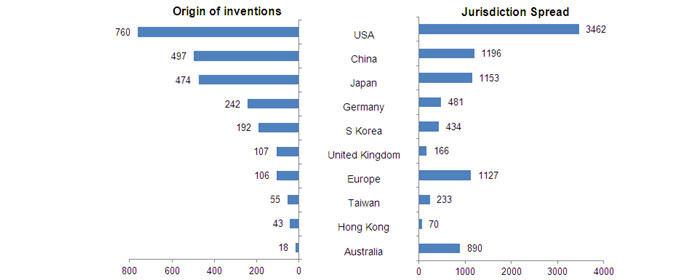 Origin of inventions Jurisdiction Spread
760 USA 3462
497 China 1196
474 Japan 1153
242 Germany 481
192 S Korea 434
107 United Kingdom 166
106 Europe 1127
55 Taiwan 233
43 Hong Kong 70
18 Australia 890
800 600 400 200 0 0 1000 2000 3000 4000